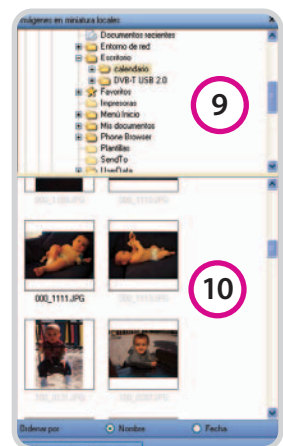 Imágenes en miniatura locales
Documentos recientes
Entorno de red
Escritorio
calendario
DVB-T USB 2.0
Favoritos
Impresoras
Menú Inicio
Mis documentos
Phone Browser
Plantillas
SendTo
UserData
9
000_1111.JPG
10
Ordenar por:
Nombre
Fecha